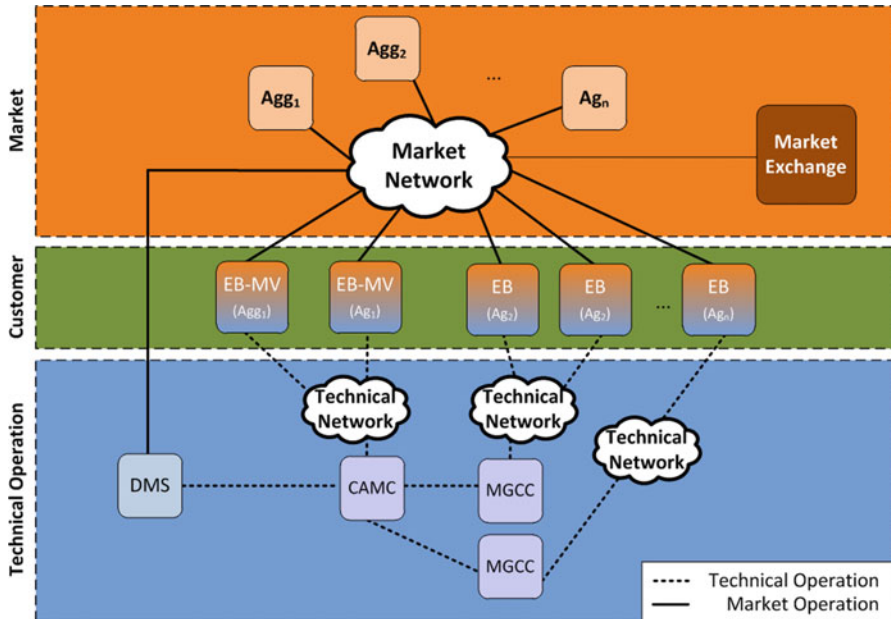 Market
Agg₁
Agg₂
...
Agₙ
Market
Network
Market
Exchange
Customer
EB-MV
(Agg₁)
EB-MV
(Ag₁)
EB
(Ag₂)
EB
(Ag₂)
...
EB
(Agₙ)
Technical Operation
Technical
Network
Technical
Network
Technical
Network
DMS
CAMC
MGCC
MGCC
Technical Operation
Market Operation